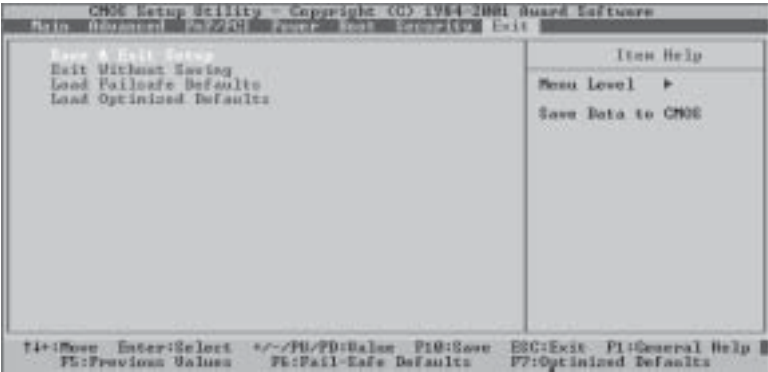 CMOS Setup Utility - Copyright (C) 1984-2001 Award Software
Main Advanced PnP/PCI Power Boot Security Exit
Save & Exit Setup
Exit Without Saving
Load Failsafe Defaults
Load Optimized Defaults
Item Help
Menu Level ▶
Save Data to CMOS
↑↓←:Move Enter:Select +/-/PU/PD:Value F10:Save ESC:Exit F1:General Help
F5:Previous Values F6:Fail-Safe Defaults F7:Optimized Defaults